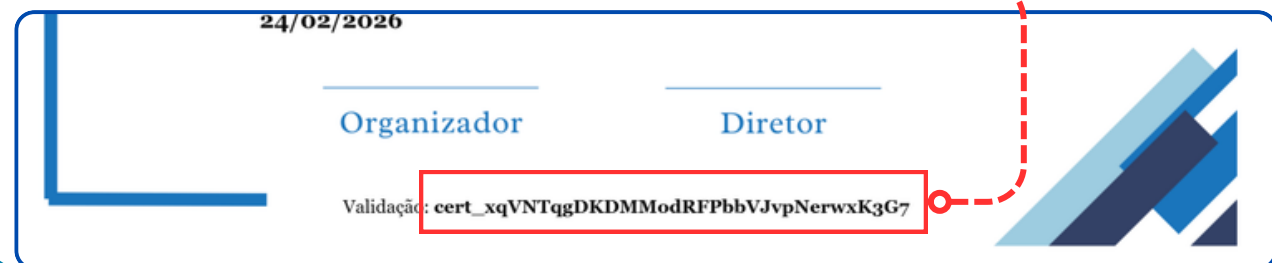 24/02/2026
Organizador
Diretor
Validação: cert_xqVNTqgDKDMModRFPbbVJvpNerwxK3G7